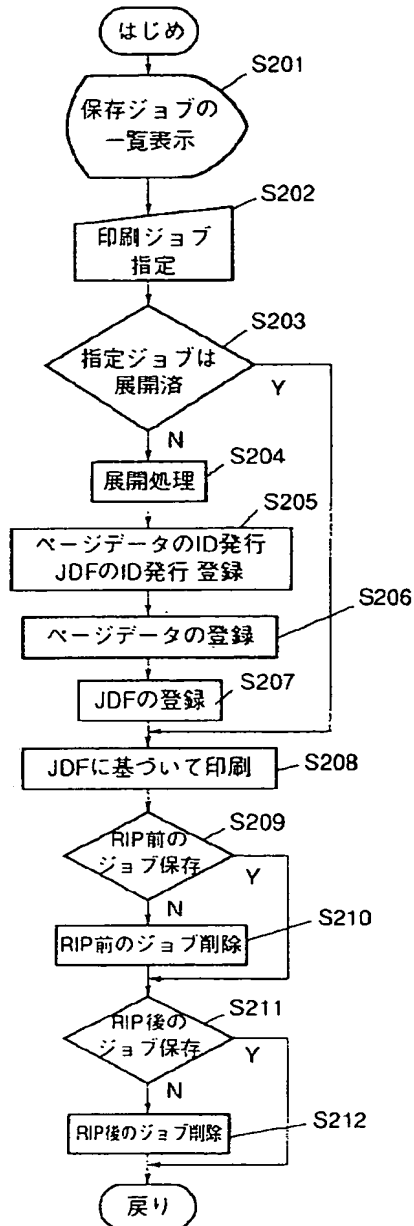 はじめ
S201
保存ジョブの
一覧表示
S202
印刷ジョブ
指定
S203
指定ジョブは
展開済
Y
N
S204
展開処理
S205
ページデータのID発行
JDFのID発行 登録
S206
ページデータの登録
S207
JDFの登録
S208
JDFに基づいて印刷
S209
RIP前の
ジョブ保存
Y
N
S210
RIP前のジョブ削除
S211
RIP後の
ジョブ保存
Y
N
S212
RIP後のジョブ削除
戻り